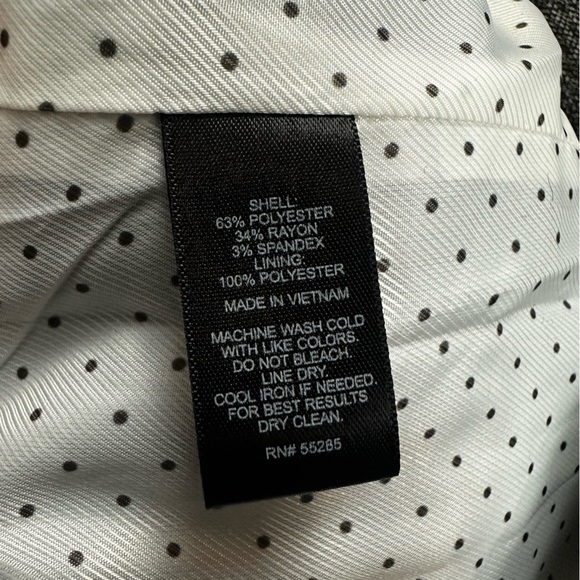 SHELL:
63% POLYESTER
34% RAYON
3% SPANDEX
LINING:
100% POLYESTER
MADE IN VIETNAM
MACHINE WASH COLD
WITH LIKE COLORS.
DO NOT BLEACH.
LINE DRY.
COOL IRON IF NEEDED.
FOR BEST RESULTS
DRY CLEAN.
RN# 55285